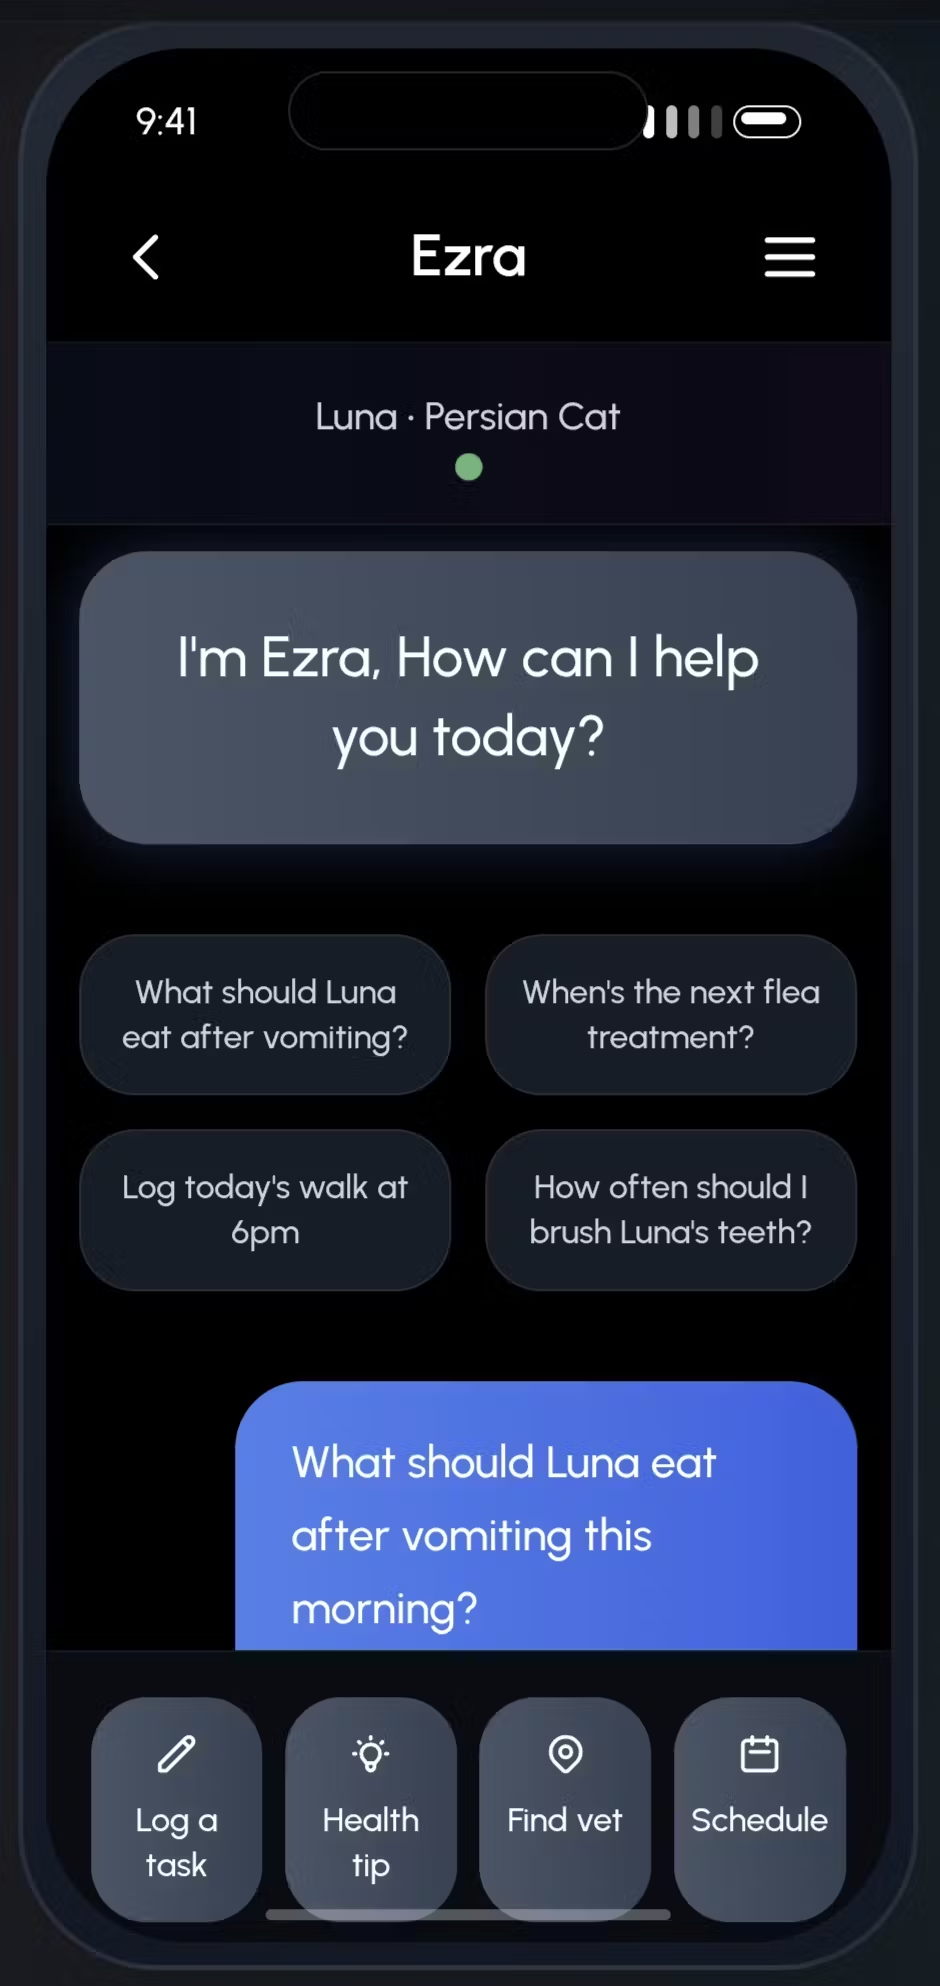 9:41
Ezra
Luna · Persian Cat
I'm Ezra, How can I help
you today?
What should Luna
eat after vomiting?
When's the next flea
treatment?
Log today's walk at
6pm
How often should I
brush Luna's teeth?
What should Luna eat
after vomiting this
morning?
Log a
task
Health
tip
Find vet
Schedule